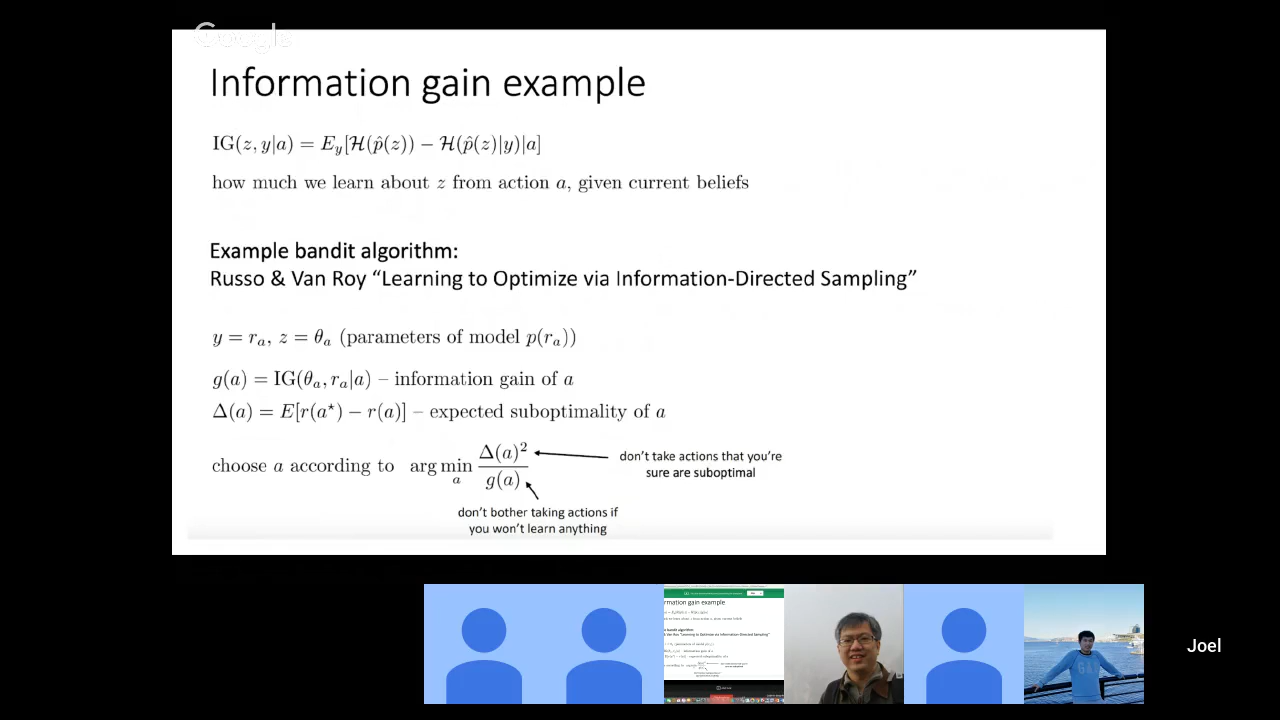 Google
Information gain example
IG(z, y|a) = E_y[H(p̂(z)) − H(p̂(z)|y)|a]
how much we learn about z from action a, given current beliefs
Example bandit algorithm:
Russo & Van Roy “Learning to Optimize via Information-Directed Sampling”
y = r_a, z = θ_a (parameters of model p(r_a))
g(a) = IG(θ_a, r_a|a) – information gain of a
Δ(a) = E[r(a⋆) − r(a)] – expected suboptimality of a
choose a according to arg min_a Δ(a)²/g(a)
don’t take actions that you’re
sure are suboptimal
don’t bother taking actions if
you won’t learn anything
Joel